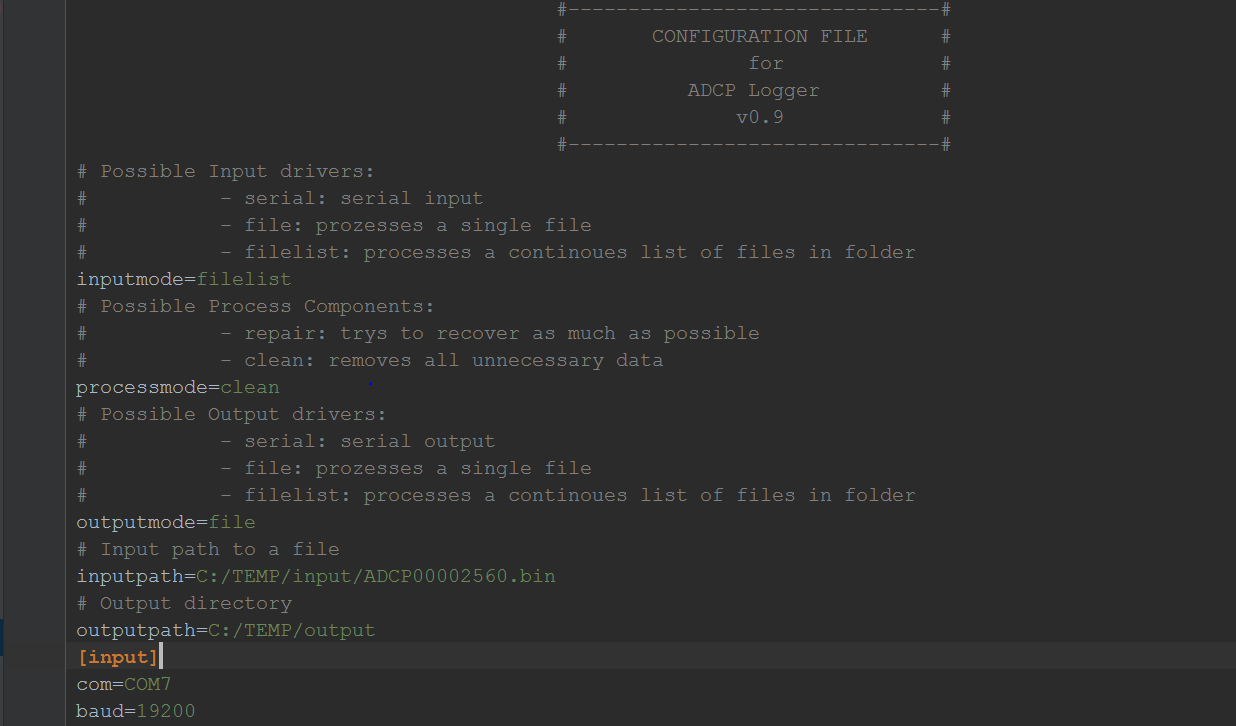 #-------------------------------#
# CONFIGURATION FILE #
# for #
# ADCP Logger #
# v0.9 #
#-------------------------------#
# Possible Input drivers:
# - serial: serial input
# - file: prozesses a single file
# - filelist: processes a continoues list of files in folder
inputmode=filelist
# Possible Process Components:
# - repair: trys to recover as much as possible
# - clean: removes all unnecessary data
processmode=clean
# Possible Output drivers:
# - serial: serial output
# - file: prozesses a single file
# - filelist: processes a continoues list of files in folder
outputmode=file
# Input path to a file
inputpath=C:/TEMP/input/ADCP00002560.bin
# Output directory
outputpath=C:/TEMP/output
[input]
com=COM7
baud=19200